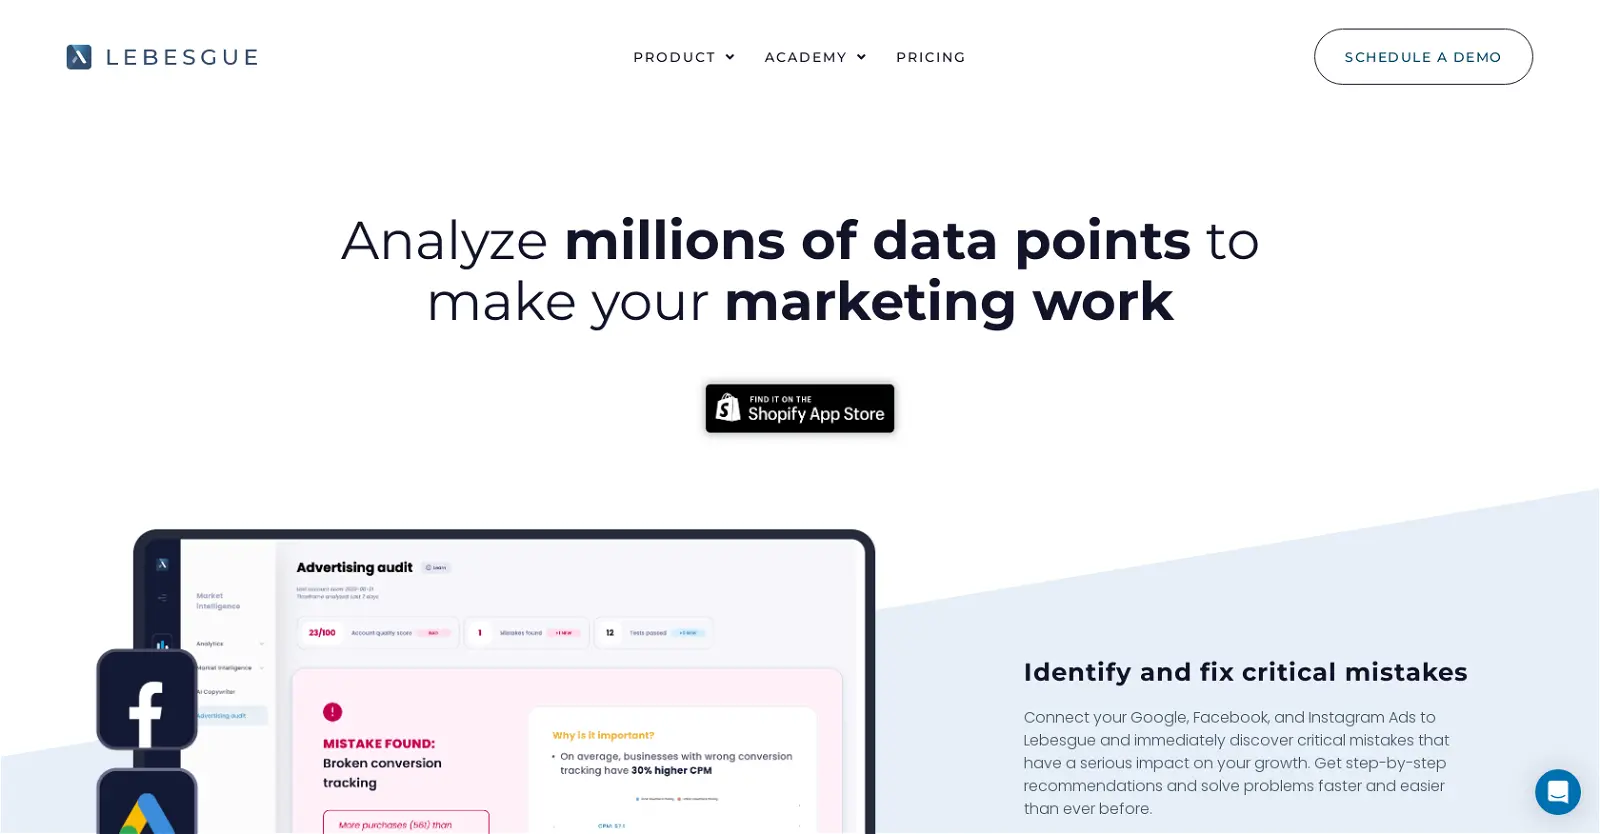 LEBESGUE
PRODUCT
ACADEMY
PRICING
SCHEDULE A DEMO
Analyze millions of data points to
make your marketing work
FIND IT ON THE
Shopify App Store
Advertising audit
Learn
Market
Intelligence
23/100 Account quality score
1 Mistakes found
12 Tests passed
Analytics
Market Intelligence
AI Copywriter
Advertising audit
MISTAKE FOUND:
Broken conversion
tracking
More purchases (561) than
Why is it important?
• On average, businesses with wrong conversion
tracking have 30% higher CPM
Identify and fix critical mistakes
Connect your Google, Facebook, and Instagram Ads to
Lebesgue and immediately discover critical mistakes that
have a serious impact on your growth. Get step-by-step
recommendations and solve problems faster and easier
than ever before.